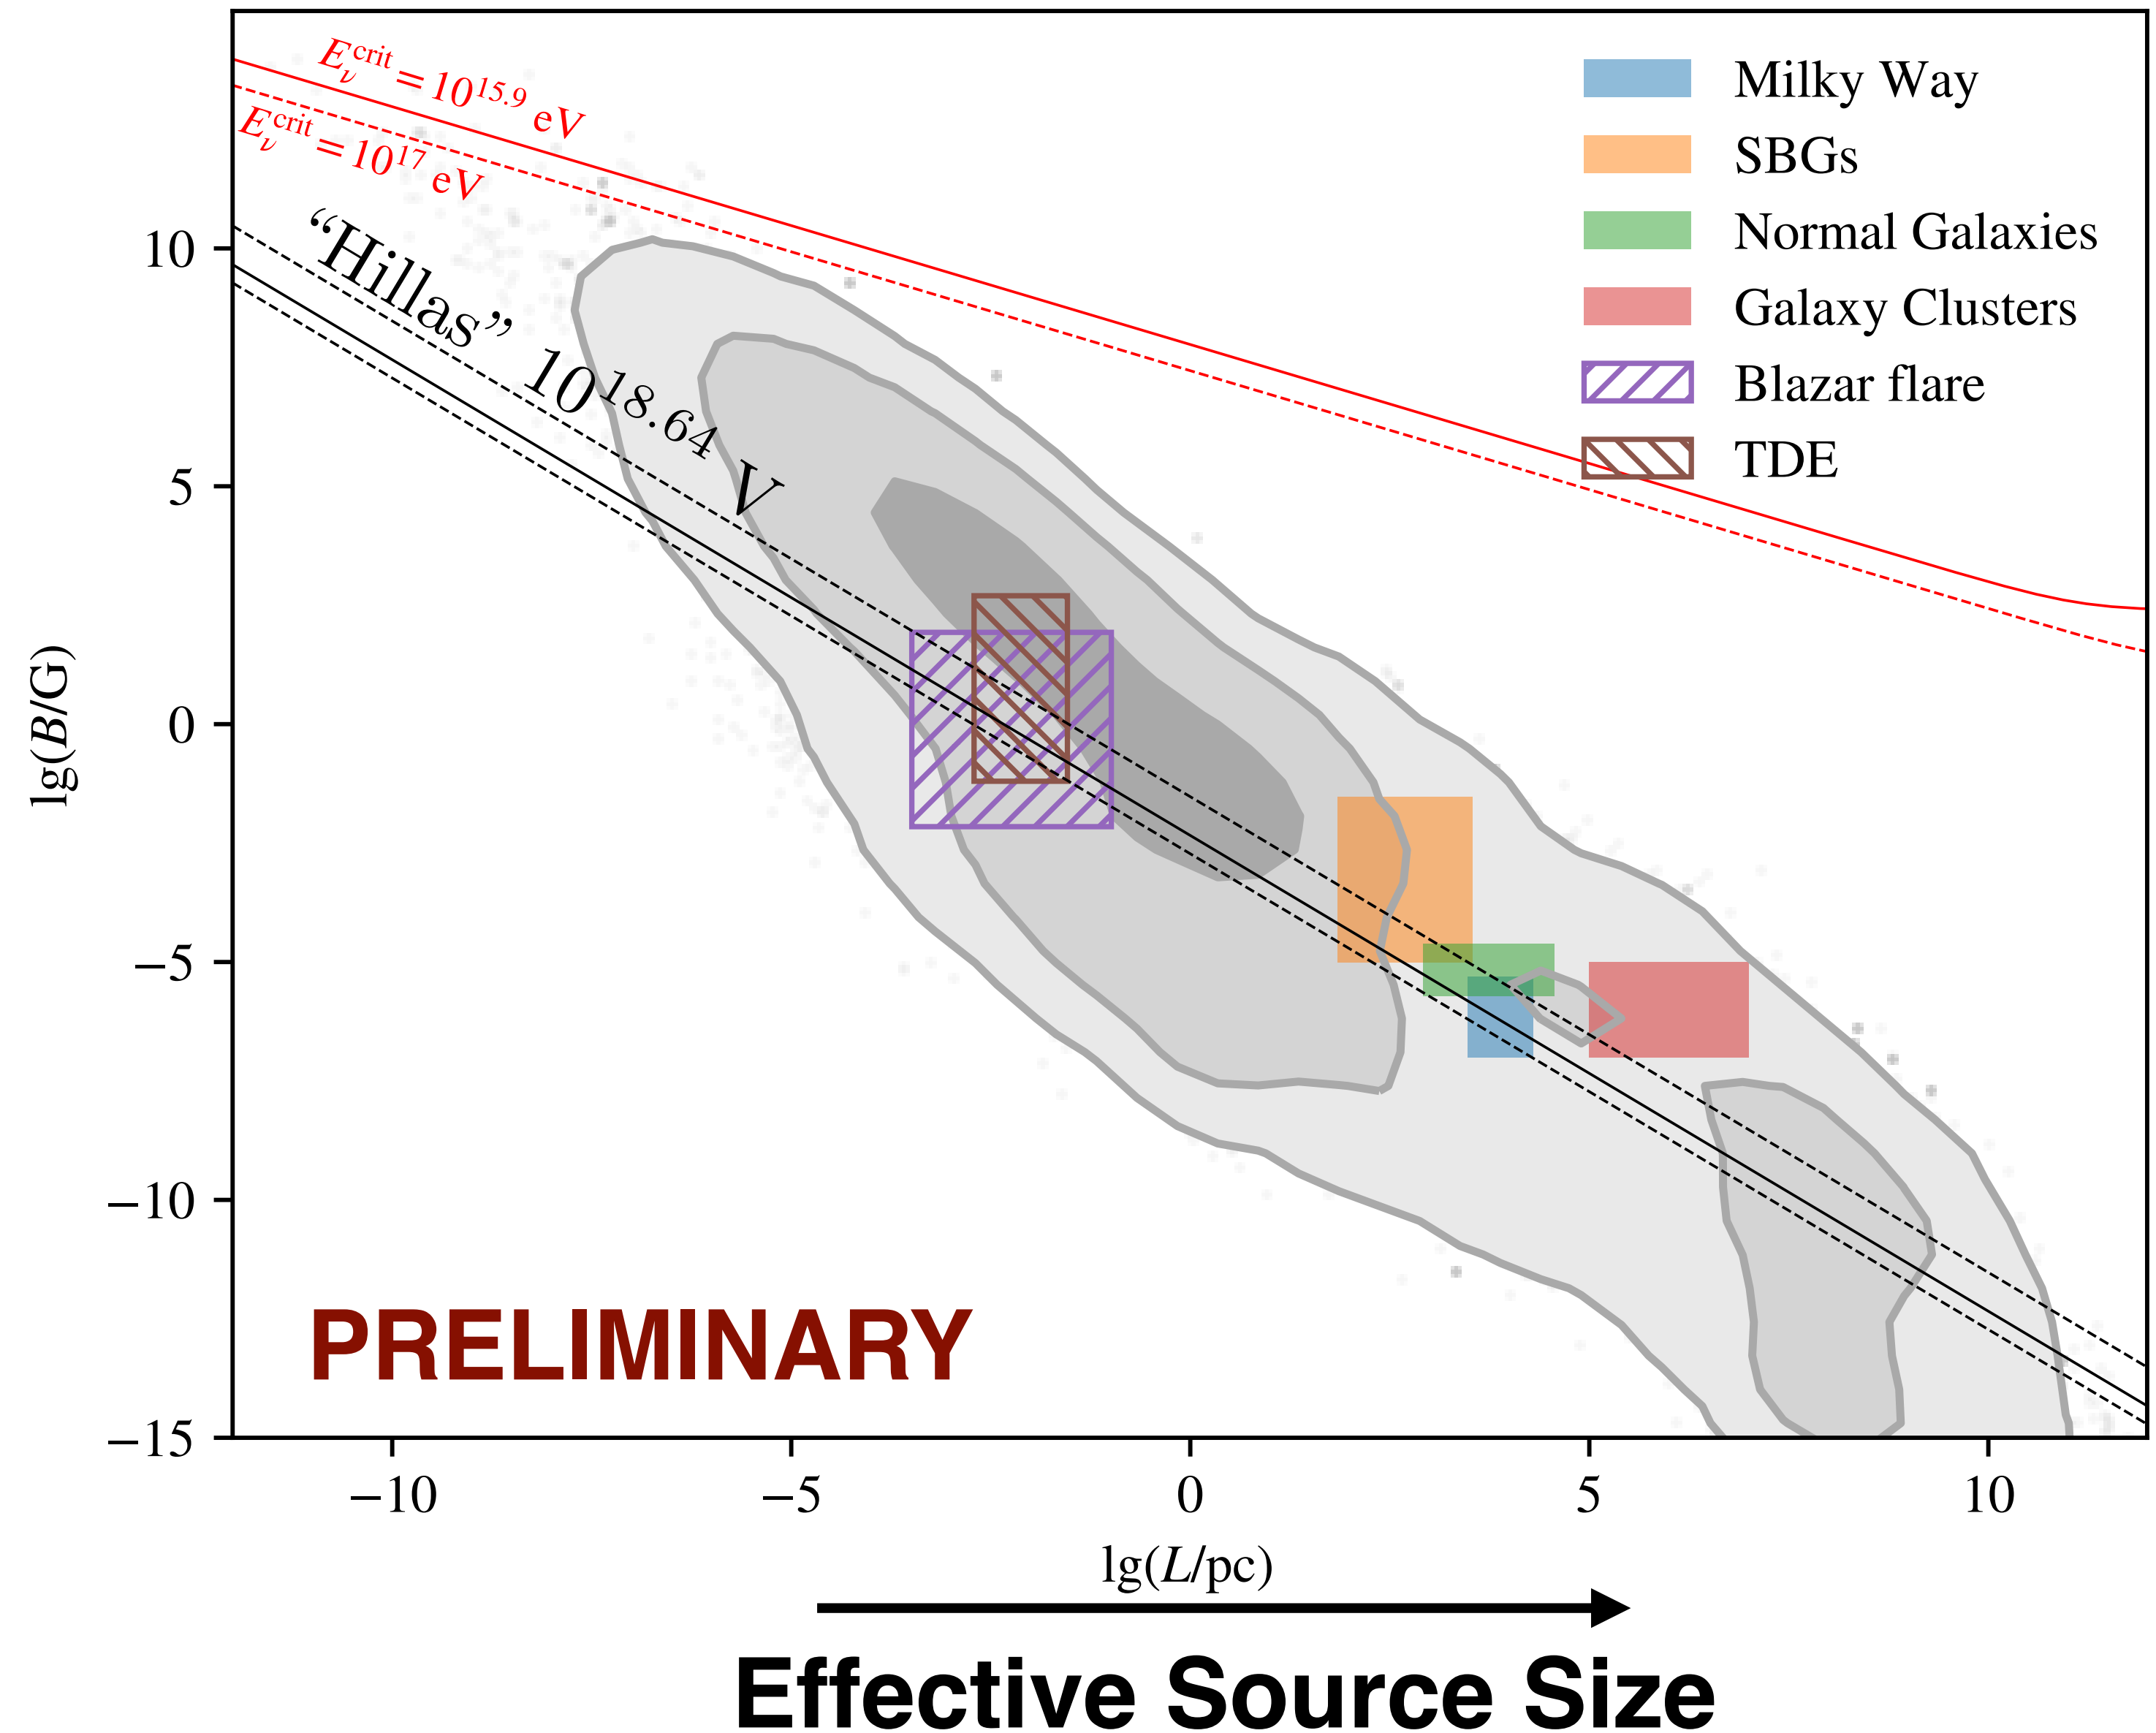 E_ν^crit = 10^15.9 eV
E_ν^crit = 10^17 eV
“Hillas” 10^18.64 V
Milky Way
SBGs
Normal Galaxies
Galaxy Clusters
Blazar flare
TDE
lg(B/G)
10
5
0
−5
−10
−15
PRELIMINARY
−10
−5
0
5
10
lg(L/pc)
Effective Source Size